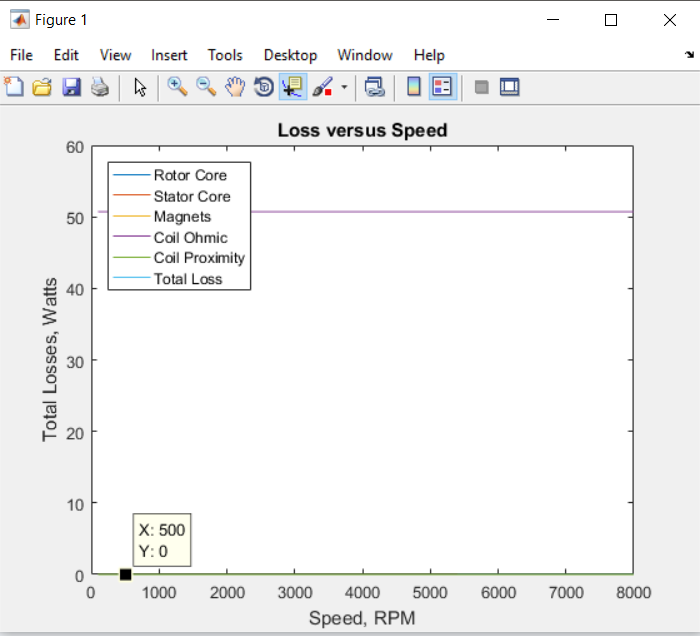 Figure 1
File Edit View Insert Tools Desktop Window Help
Loss versus Speed
60
50
40
30
20
10
0
Total Losses, Watts
Rotor Core
Stator Core
Magnets
Coil Ohmic
Coil Proximity
Total Loss
X: 500
Y: 0
0 1000 2000 3000 4000 5000 6000 7000 8000
Speed, RPM